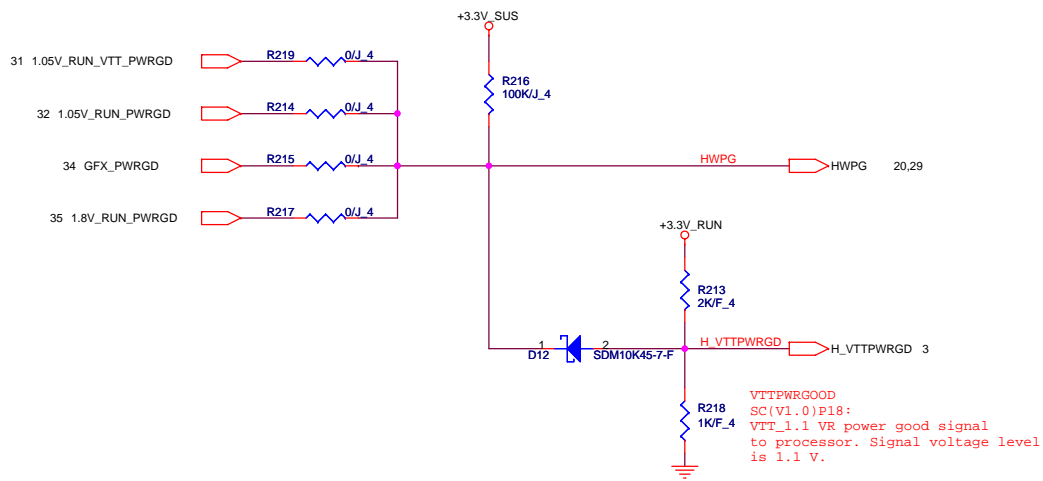 +3.3V_SUS
31 1.05V_RUN_VTT_PWRGD R219 0/J_4
R216
100K/J_4
32 1.05V_RUN_PWRGD R214 0/J_4
34 GFX_PWRGD R215 0/J_4 HWPG HWPG 20,29
35 1.8V_RUN_PWRGD R217 0/J_4
+3.3V_RUN
R213
2K/F_4
1 2 H_VTTPWRGD H_VTTPWRGD 3
D12 SDM10K45-7-F
R218
1K/F_4
VTTPWRGOOD
SC(V1.0)P18:
VTT_1.1 VR power good signal
to processor. Signal voltage level
is 1.1 V.